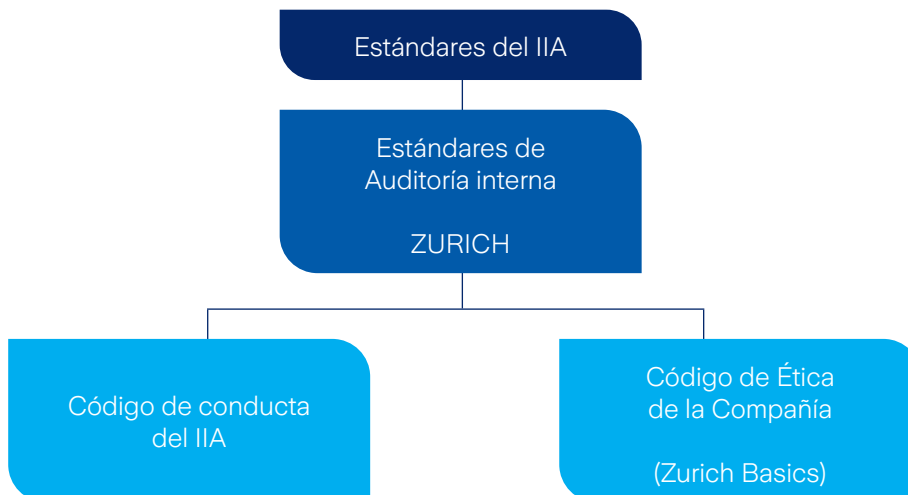 Estándares del IIA
Estándares de
Auditoría interna
ZURICH
Código de conducta
del IIA
Código de Ética
de la Compañía
(Zurich Basics)